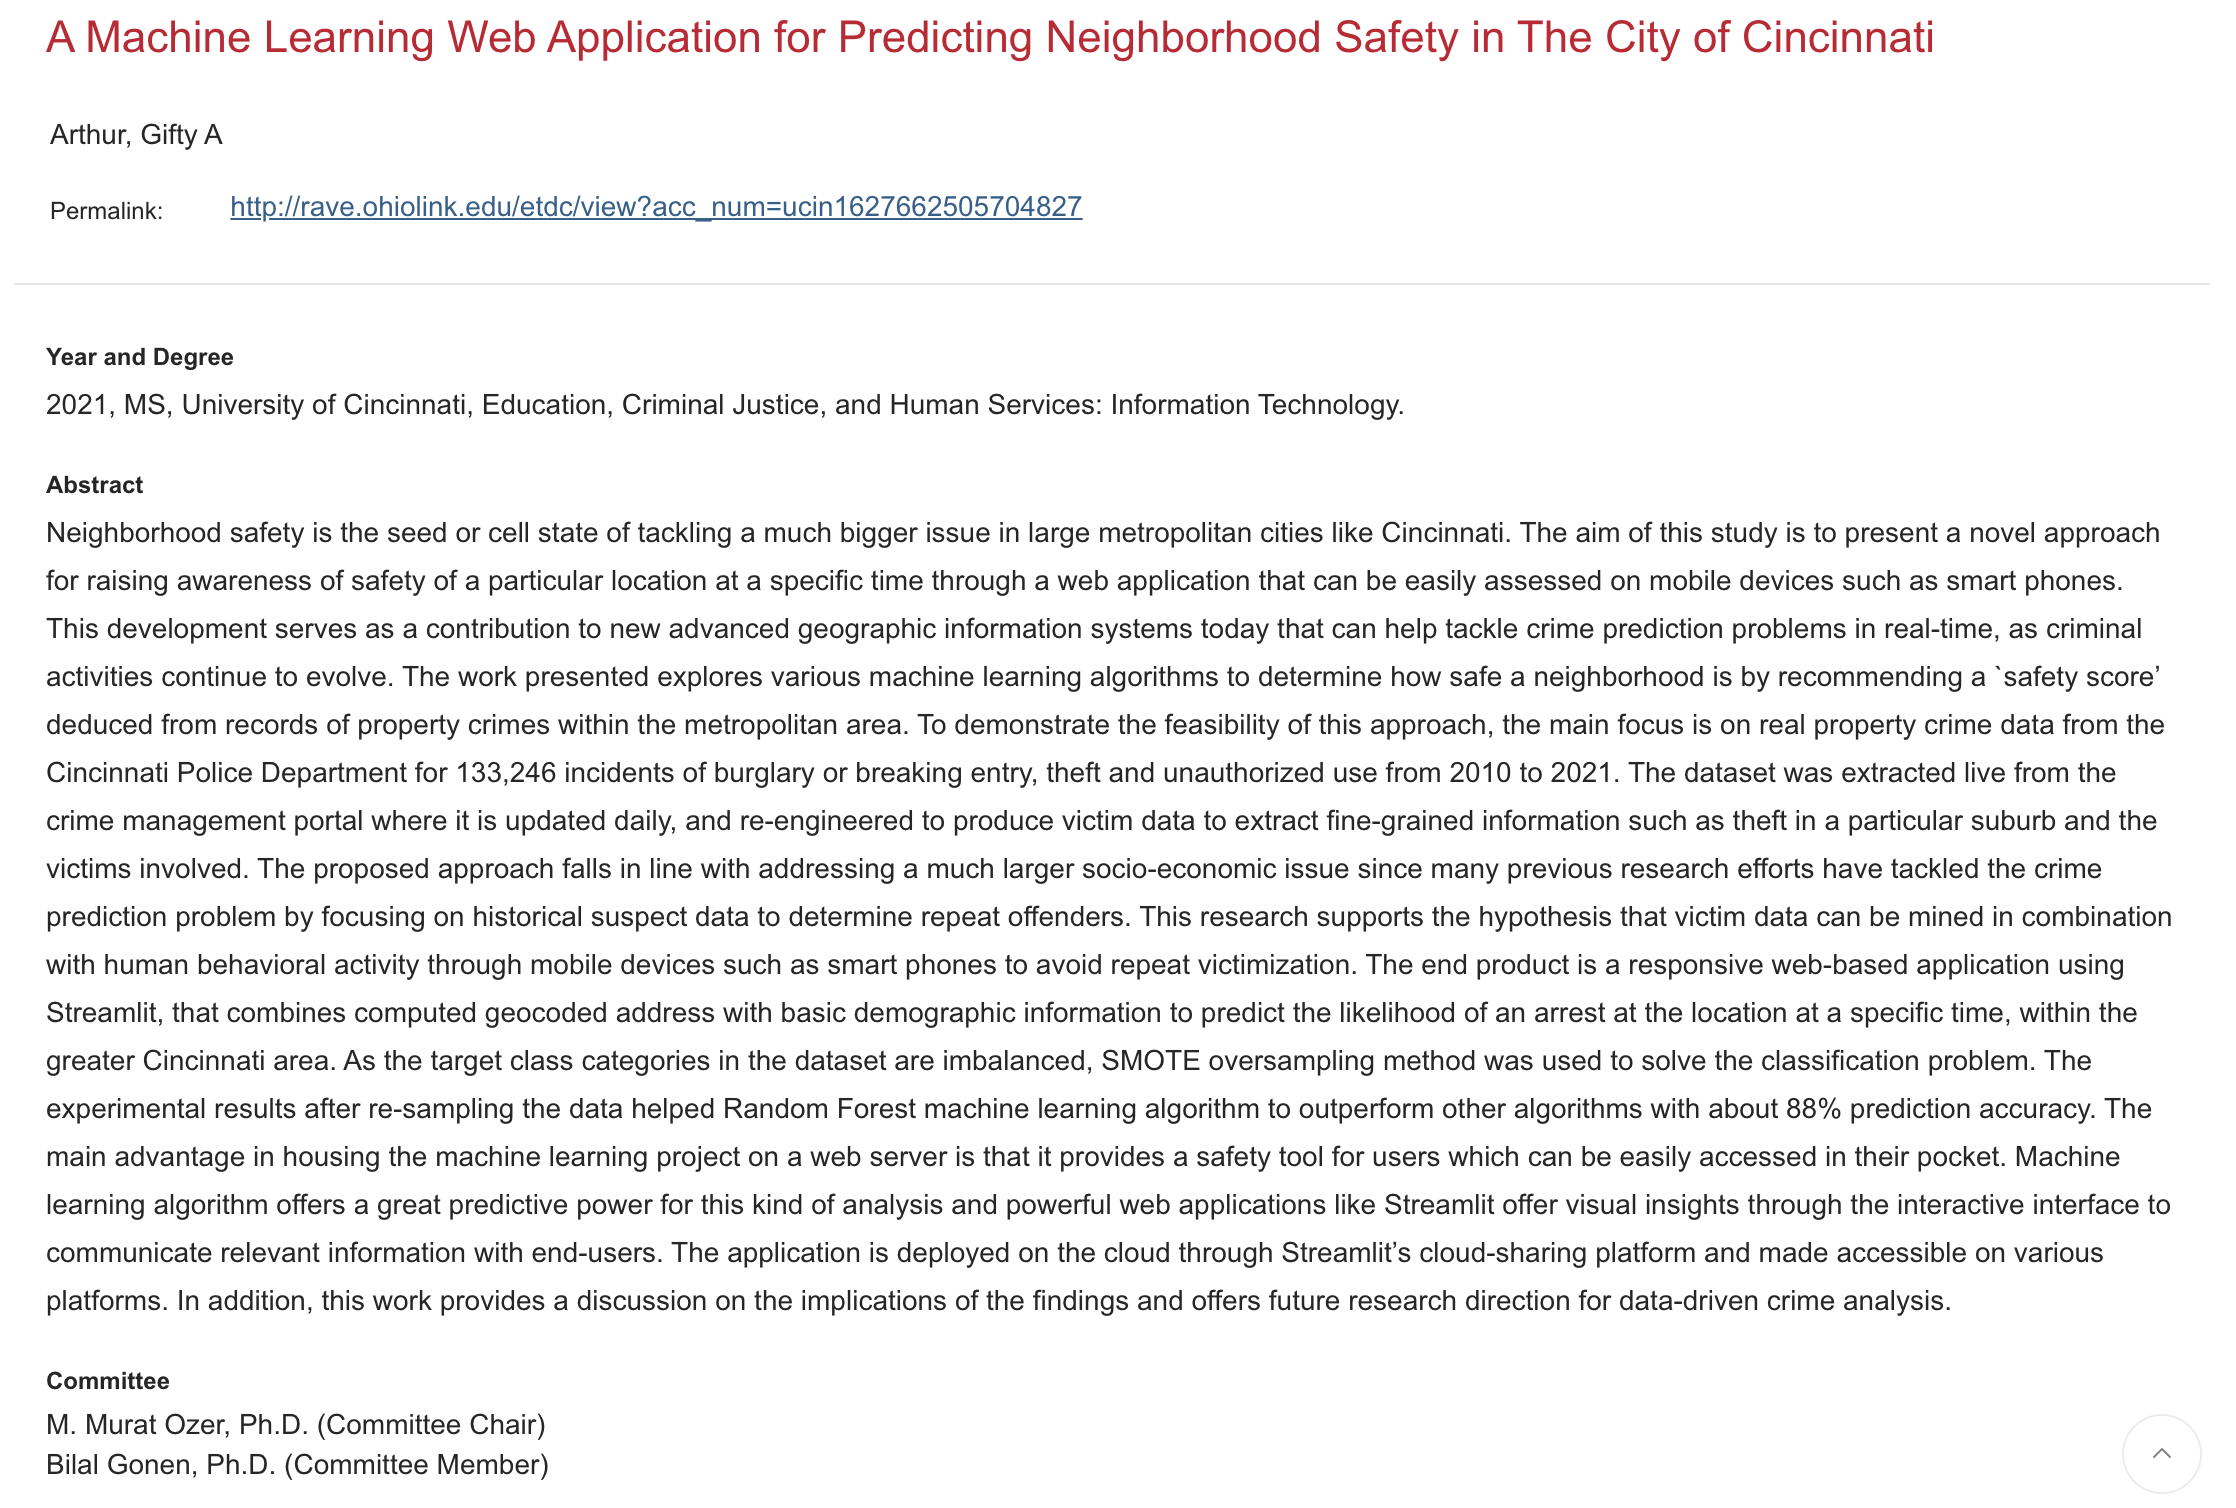 A Machine Learning Web Application for Predicting Neighborhood Safety in The City of Cincinnati
Arthur, Gifty A
Permalink: http://rave.ohiolink.edu/etdc/view?acc_num=ucin1627662505704827
Year and Degree
2021, MS, University of Cincinnati, Education, Criminal Justice, and Human Services: Information Technology.
Abstract
Neighborhood safety is the seed or cell state of tackling a much bigger issue in large metropolitan cities like Cincinnati. The aim of this study is to present a novel approach
for raising awareness of safety of a particular location at a specific time through a web application that can be easily assessed on mobile devices such as smart phones.
This development serves as a contribution to new advanced geographic information systems today that can help tackle crime prediction problems in real-time, as criminal
activities continue to evolve. The work presented explores various machine learning algorithms to determine how safe a neighborhood is by recommending a `safety score’
deduced from records of property crimes within the metropolitan area. To demonstrate the feasibility of this approach, the main focus is on real property crime data from the
Cincinnati Police Department for 133,246 incidents of burglary or breaking entry, theft and unauthorized use from 2010 to 2021. The dataset was extracted live from the
crime management portal where it is updated daily, and re-engineered to produce victim data to extract fine-grained information such as theft in a particular suburb and the
victims involved. The proposed approach falls in line with addressing a much larger socio-economic issue since many previous research efforts have tackled the crime
prediction problem by focusing on historical suspect data to determine repeat offenders. This research supports the hypothesis that victim data can be mined in combination
with human behavioral activity through mobile devices such as smart phones to avoid repeat victimization. The end product is a responsive web-based application using
Streamlit, that combines computed geocoded address with basic demographic information to predict the likelihood of an arrest at the location at a specific time, within the
greater Cincinnati area. As the target class categories in the dataset are imbalanced, SMOTE oversampling method was used to solve the classification problem. The
experimental results after re-sampling the data helped Random Forest machine learning algorithm to outperform other algorithms with about 88% prediction accuracy. The
main advantage in housing the machine learning project on a web server is that it provides a safety tool for users which can be easily accessed in their pocket. Machine
learning algorithm offers a great predictive power for this kind of analysis and powerful web applications like Streamlit offer visual insights through the interactive interface to
communicate relevant information with end-users. The application is deployed on the cloud through Streamlit’s cloud-sharing platform and made accessible on various
platforms. In addition, this work provides a discussion on the implications of the findings and offers future research direction for data-driven crime analysis.
Committee
M. Murat Ozer, Ph.D. (Committee Chair)
Bilal Gonen, Ph.D. (Committee Member)